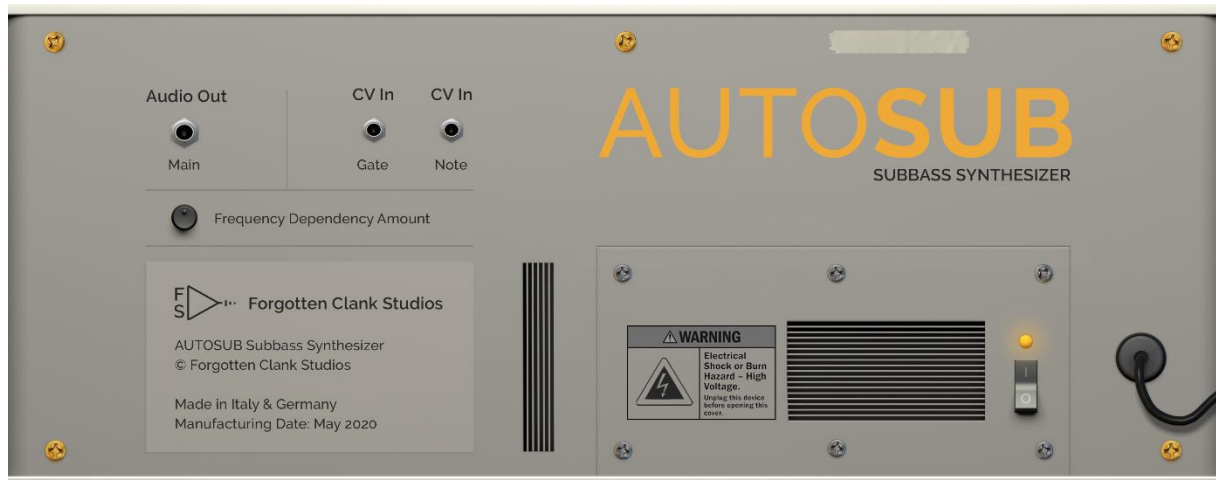 Audio Out
Main
CV In
Gate
CV In
Note
Frequency Dependency Amount
AUTOSUB
SUBBASS SYNTHESIZER
FS
Forgotten Clank Studios
AUTOSUB Subbass Synthesizer
© Forgotten Clank Studios
Made in Italy & Germany
Manufacturing Date: May 2020
WARNING
Electrical
Shock or Burn
Hazard – High
Voltage.
Unplug this device
before opening this
cover.
I
O